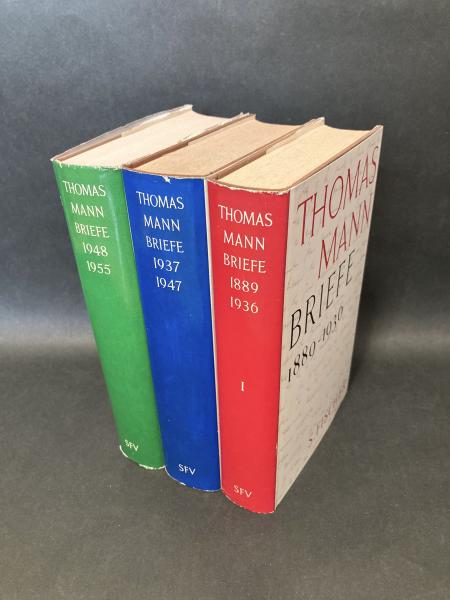 THOMAS
MANN
BRIEFE
1948
1955
SFV
THOMAS
MANN
BRIEFE
1937
1947
SFV
THOMAS
MANN
BRIEFE
1889
1936
I
SFV
THOMAS
MANN
BRIEFE
1889-1936
S. FISCHER